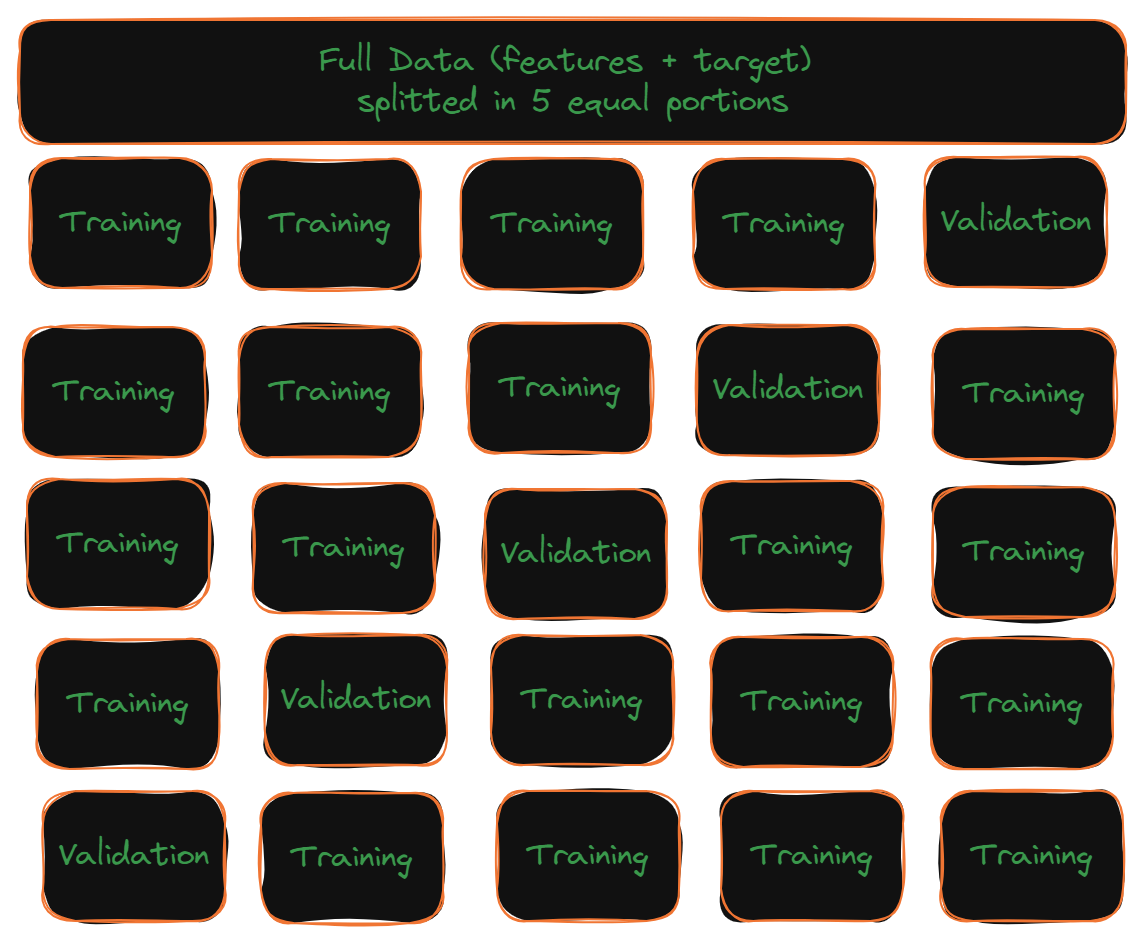 Full Data (features + target)
splitted in 5 equal portions
Training Training Training Training Validation
Training Training Training Validation Training
Training Training Validation Training Training
Training Validation Training Training Training
Validation Training Training Training Training